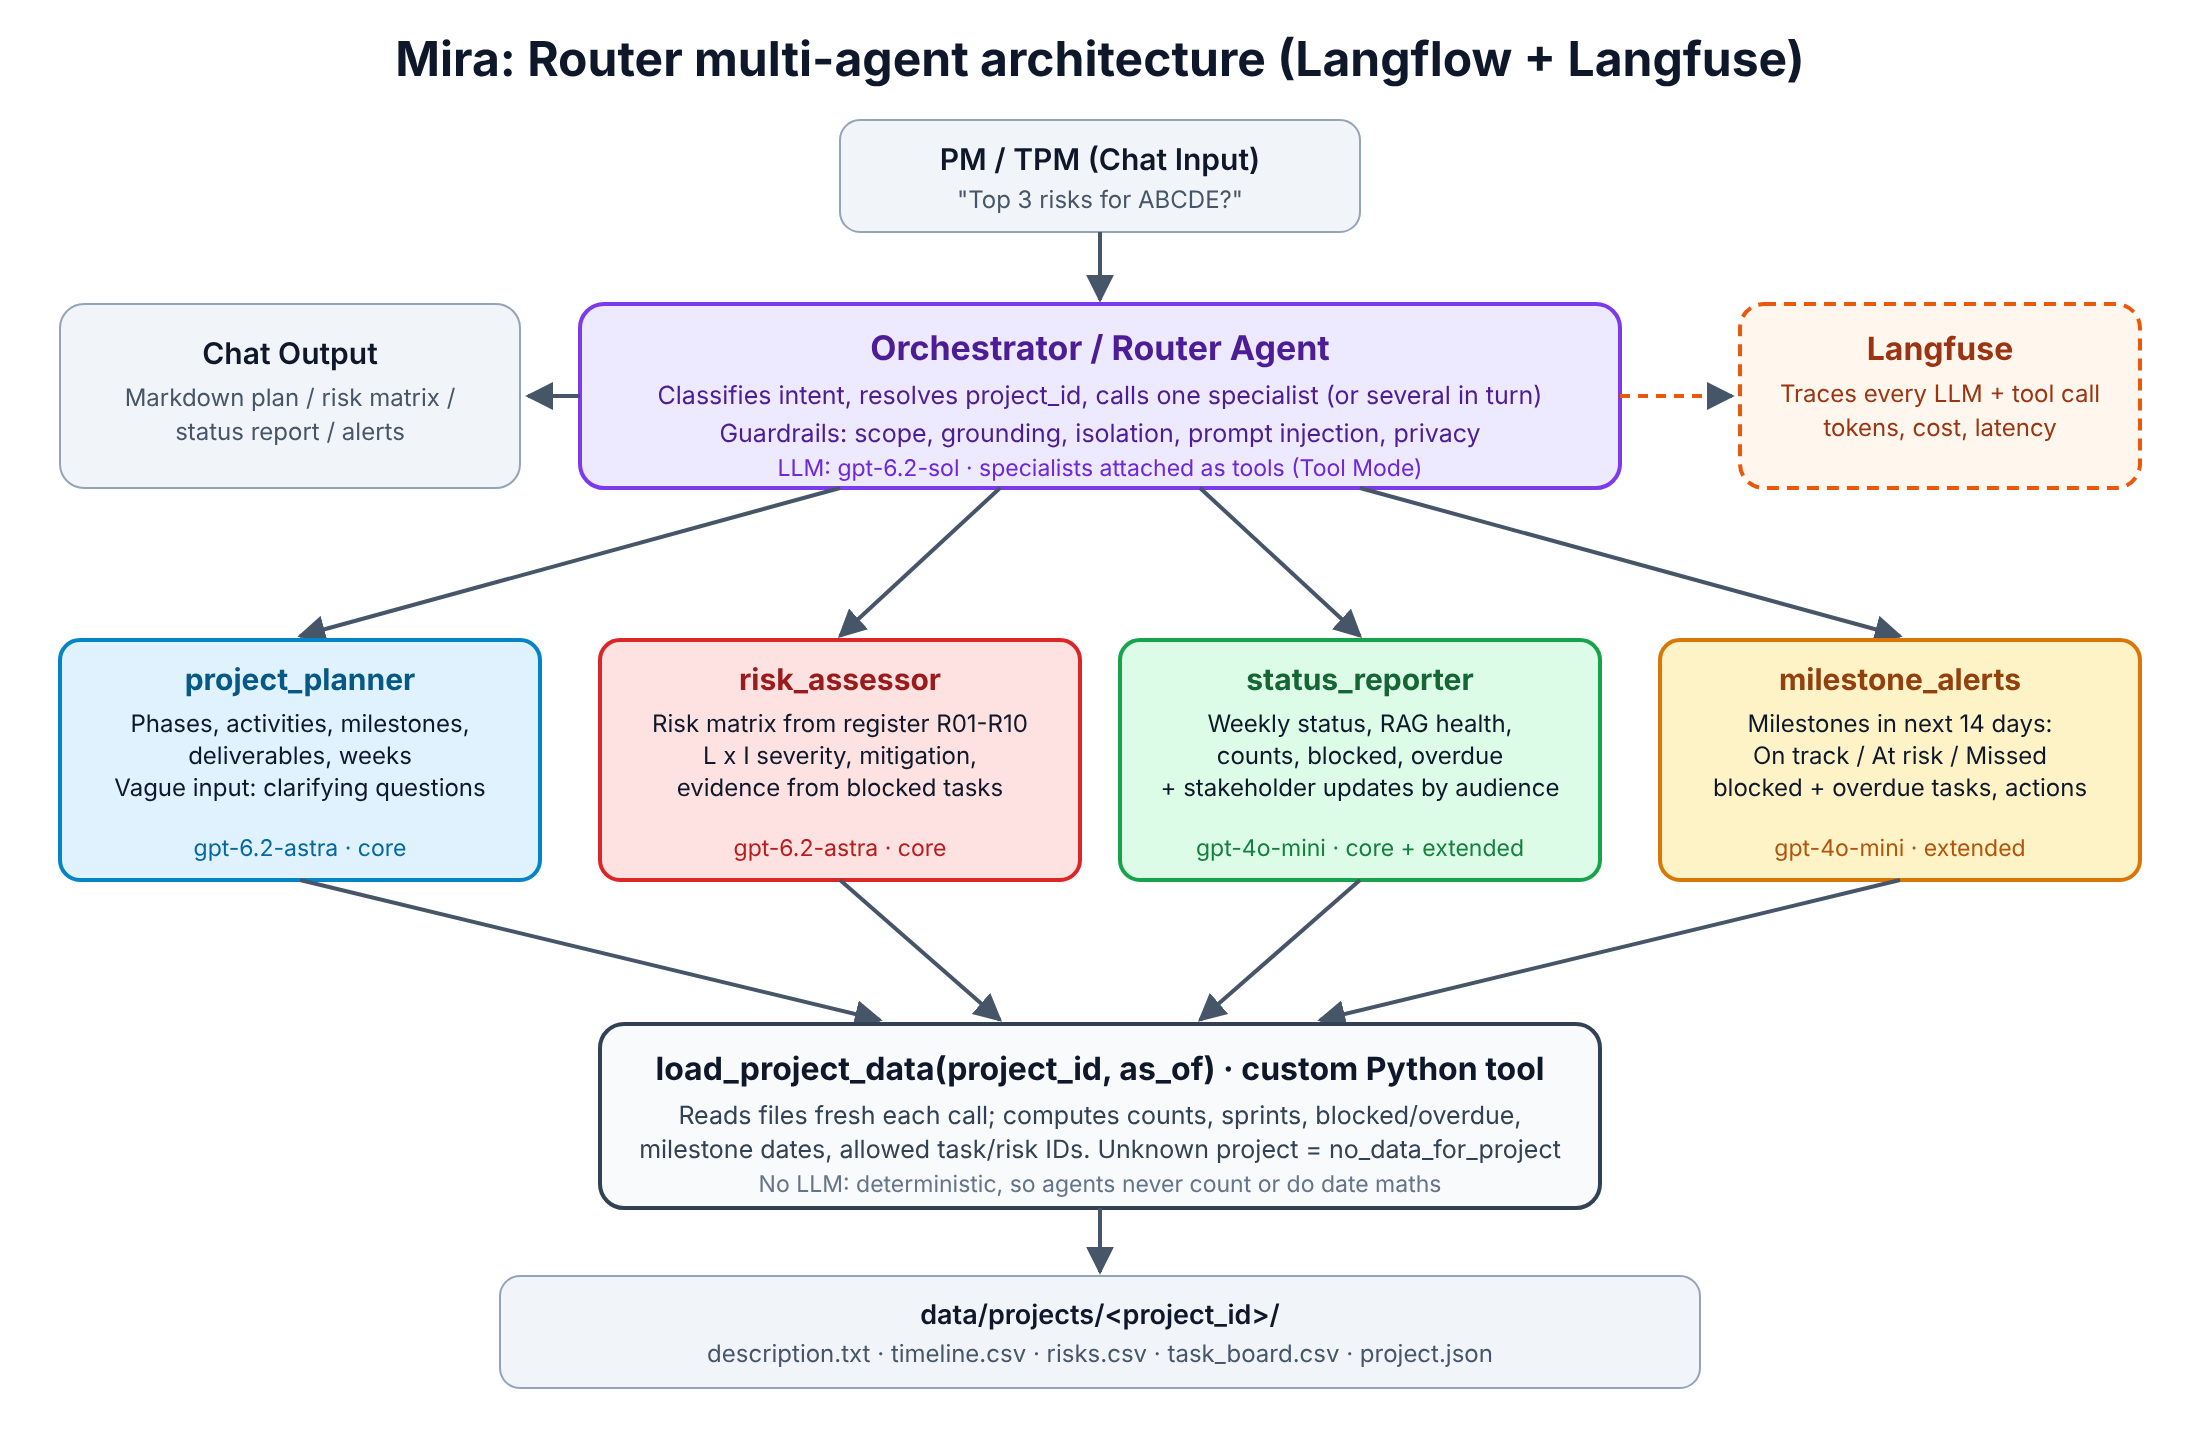 Mira: Router multi-agent architecture (Langflow + Langfuse)
PM / TPM (Chat Input)
"Top 3 risks for ABCDE?"
Chat Output
Markdown plan / risk matrix /
status report / alerts
Orchestrator / Router Agent
Classifies intent, resolves project_id, calls one specialist (or several in turn)
Guardrails: scope, grounding, isolation, prompt injection, privacy
LLM: gpt-6.2-sol · specialists attached as tools (Tool Mode)
Langfuse
Traces every LLM + tool call
tokens, cost, latency
project_planner
Phases, activities, milestones,
deliverables, weeks
Vague input: clarifying questions
gpt-6.2-astra · core
risk_assessor
Risk matrix from register R01-R10
L x I severity, mitigation,
evidence from blocked tasks
gpt-6.2-astra · core
status_reporter
Weekly status, RAG health,
counts, blocked, overdue
+ stakeholder updates by audience
gpt-4o-mini · core + extended
milestone_alerts
Milestones in next 14 days:
On track / At risk / Missed
blocked + overdue tasks, actions
gpt-4o-mini · extended
load_project_data(project_id, as_of) · custom Python tool
Reads files fresh each call; computes counts, sprints, blocked/overdue,
milestone dates, allowed task/risk IDs. Unknown project = no_data_for_project
No LLM: deterministic, so agents never count or do date maths
data/projects/<project_id>/
description.txt · timeline.csv · risks.csv · task_board.csv · project.json